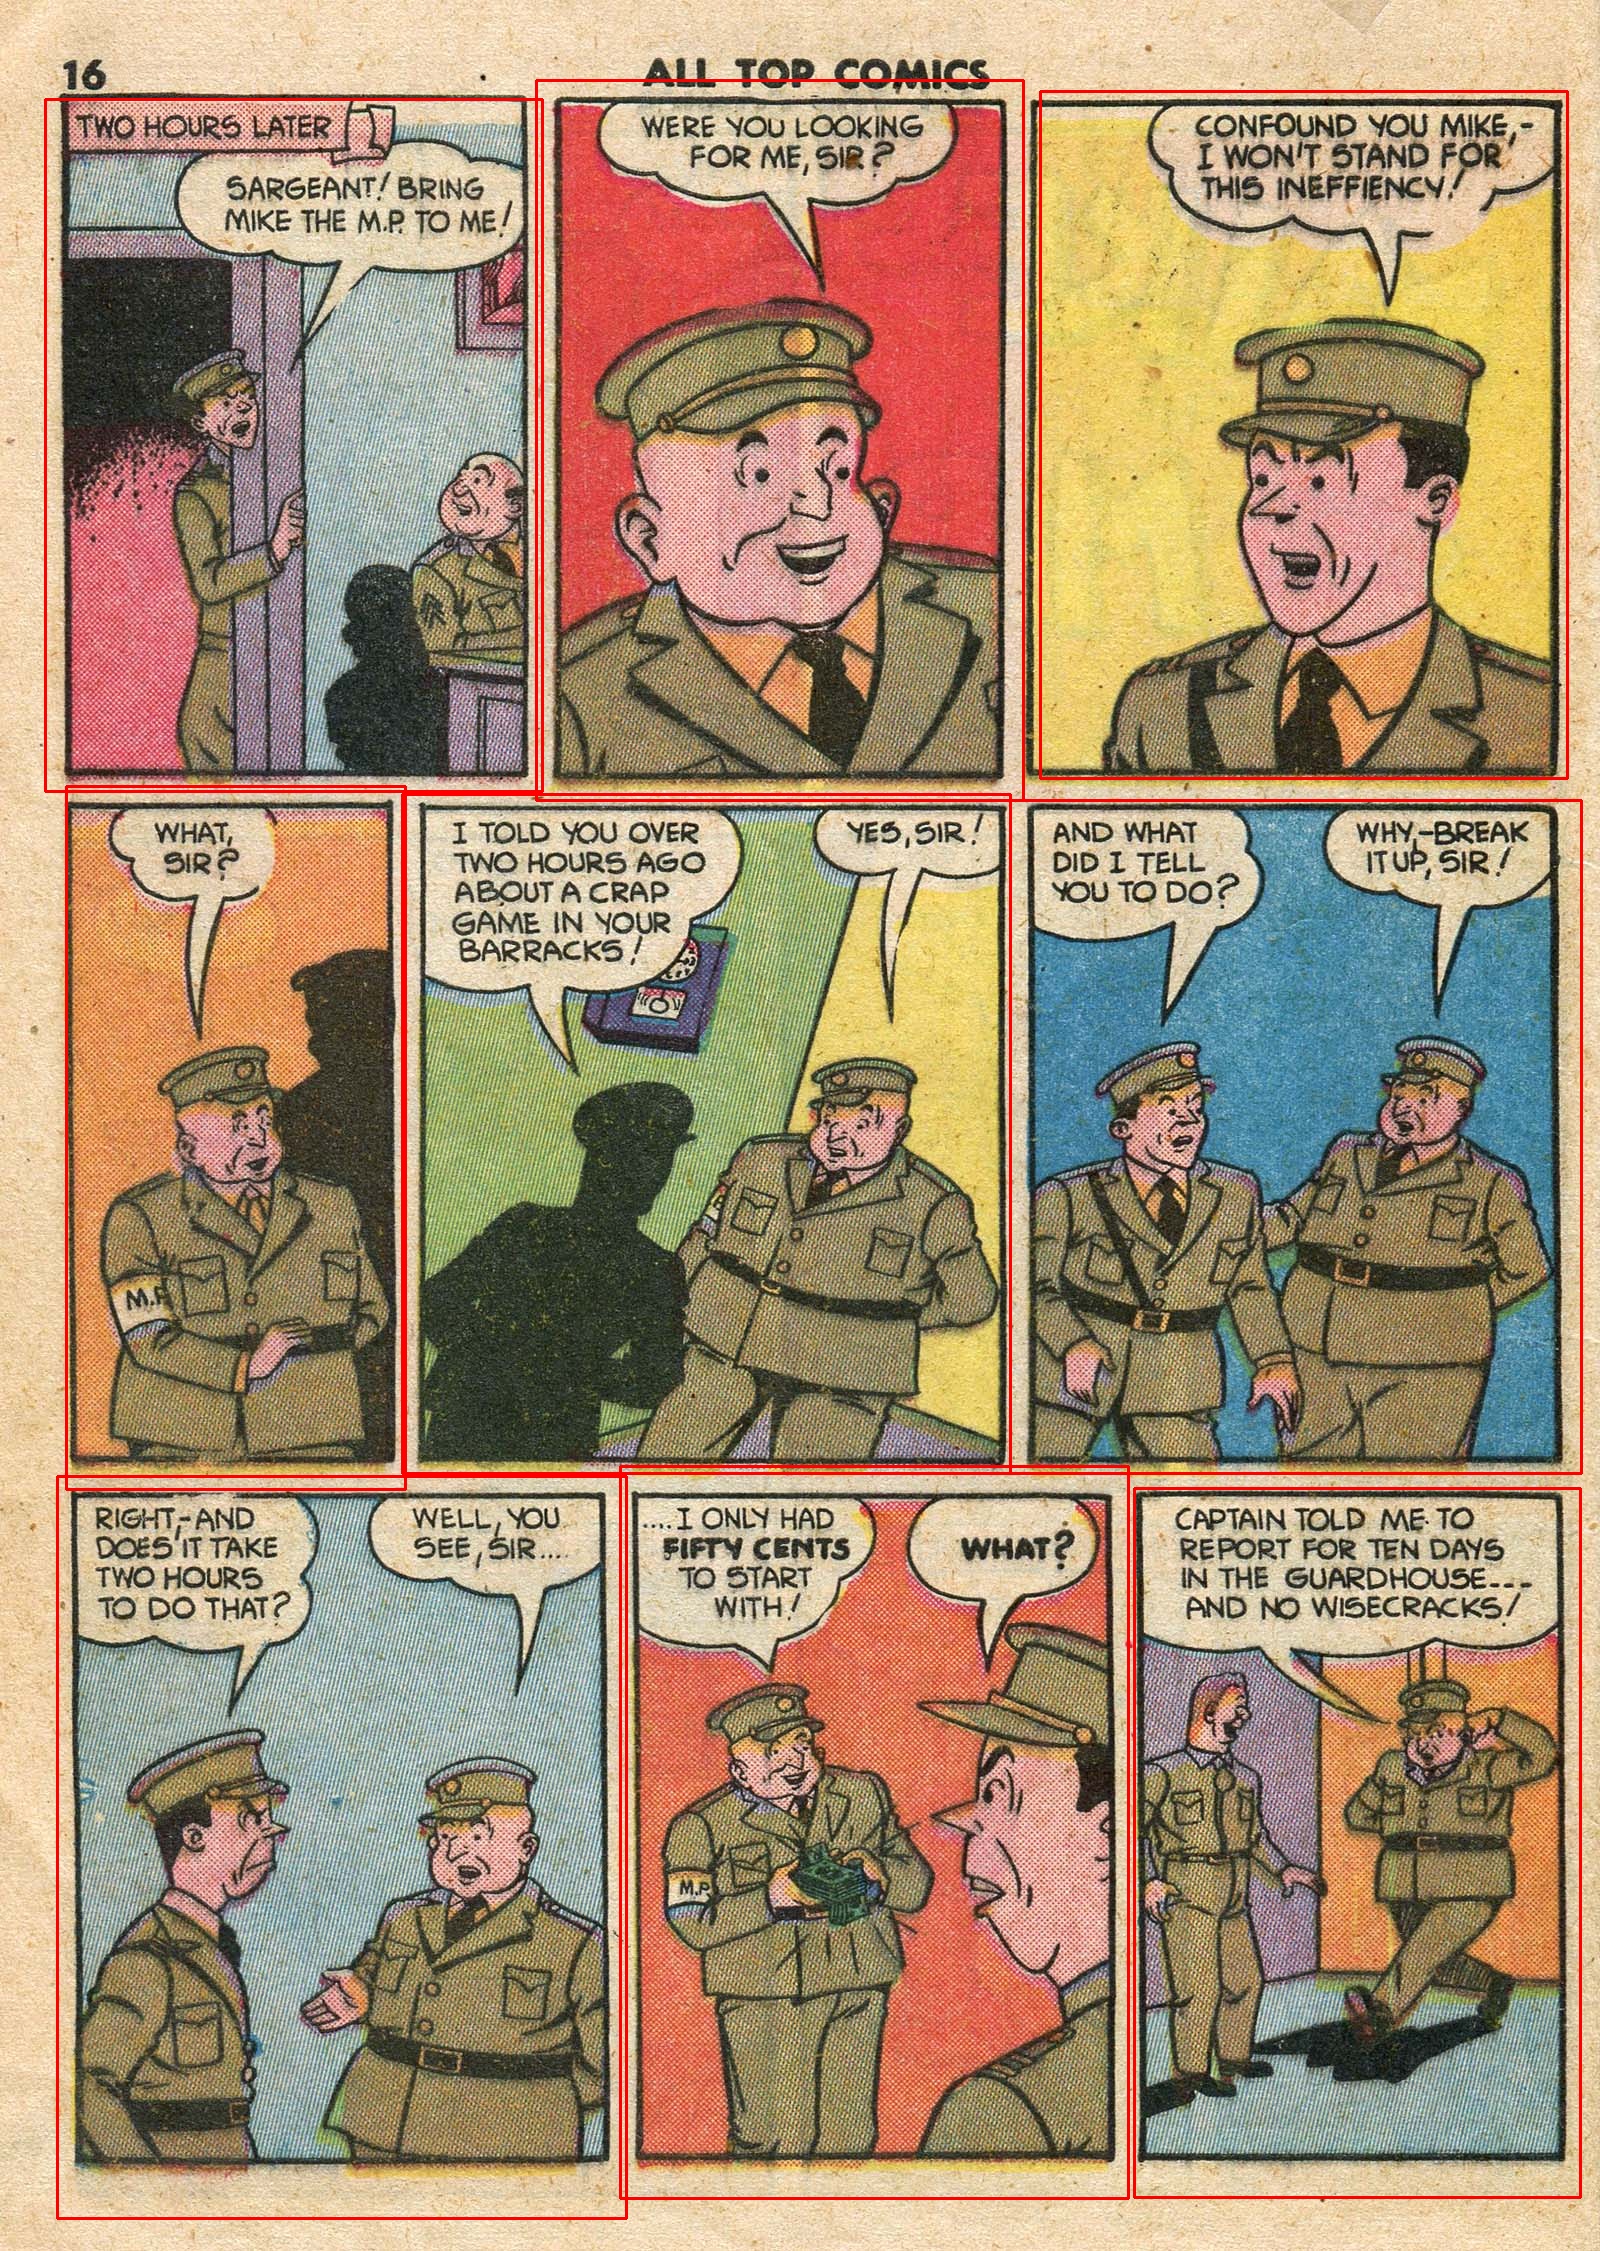 16
ALL TOP COMICS
TWO HOURS LATER
SARGEANT! BRING
MIKE THE M.P. TO ME!
WERE YOU LOOKING
FOR ME, SIR?
CONFOUND YOU MIKE,-
I WON'T STAND FOR
THIS INEFFIENCY!
WHAT,
SIR?
M.P.
I TOLD YOU OVER
TWO HOURS AGO
ABOUT A CRAP
GAME IN YOUR
BARRACKS!
YES, SIR!
AND WHAT
DID I TELL
YOU TO DO?
WHY,-BREAK
IT UP, SIR!
RIGHT,-AND
DOES IT TAKE
TWO HOURS
TO DO THAT?
WELL, YOU
SEE, SIR....
....I ONLY HAD
FIFTY CENTS
TO START
WITH!
WHAT?
M.P.
CAPTAIN TOLD ME TO
REPORT FOR TEN DAYS
IN THE GUARDHOUSE---
AND NO WISECRACKS!